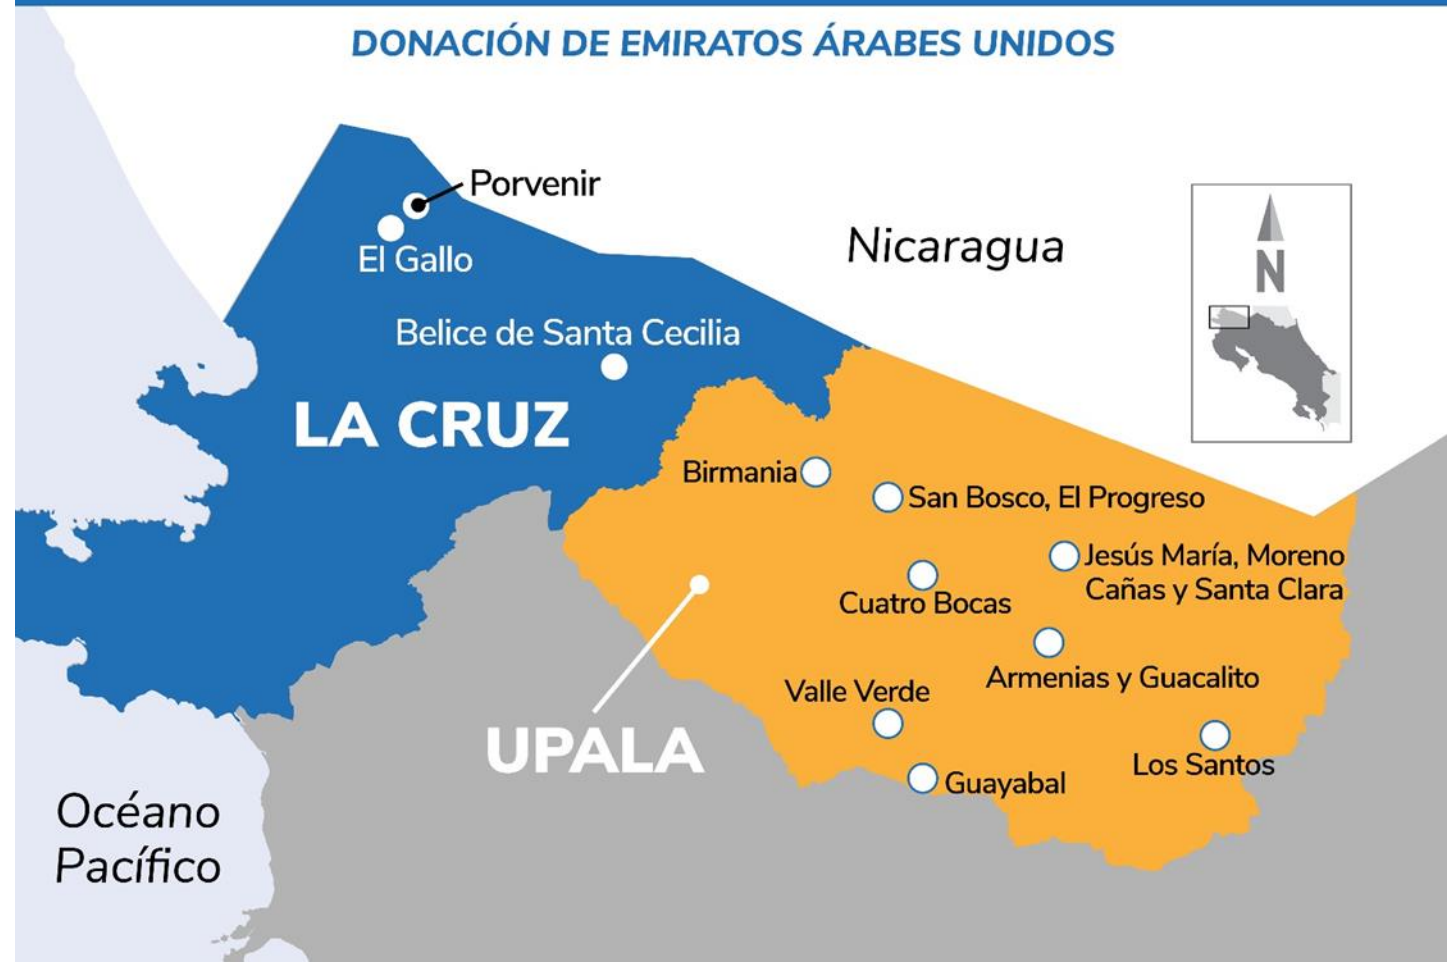 DONACIÓN DE EMIRATOS ÁRABES UNIDOS
Porvenir
El Gallo
Nicaragua
N
Belice de Santa Cecilia
LA CRUZ
Birmania
San Bosco, El Progreso
Jesús María, Moreno
Cañas y Santa Clara
Cuatro Bocas
Armenias y Guacalito
Valle Verde
UPALA
Los Santos
Guayabal
Océano
Pacífico